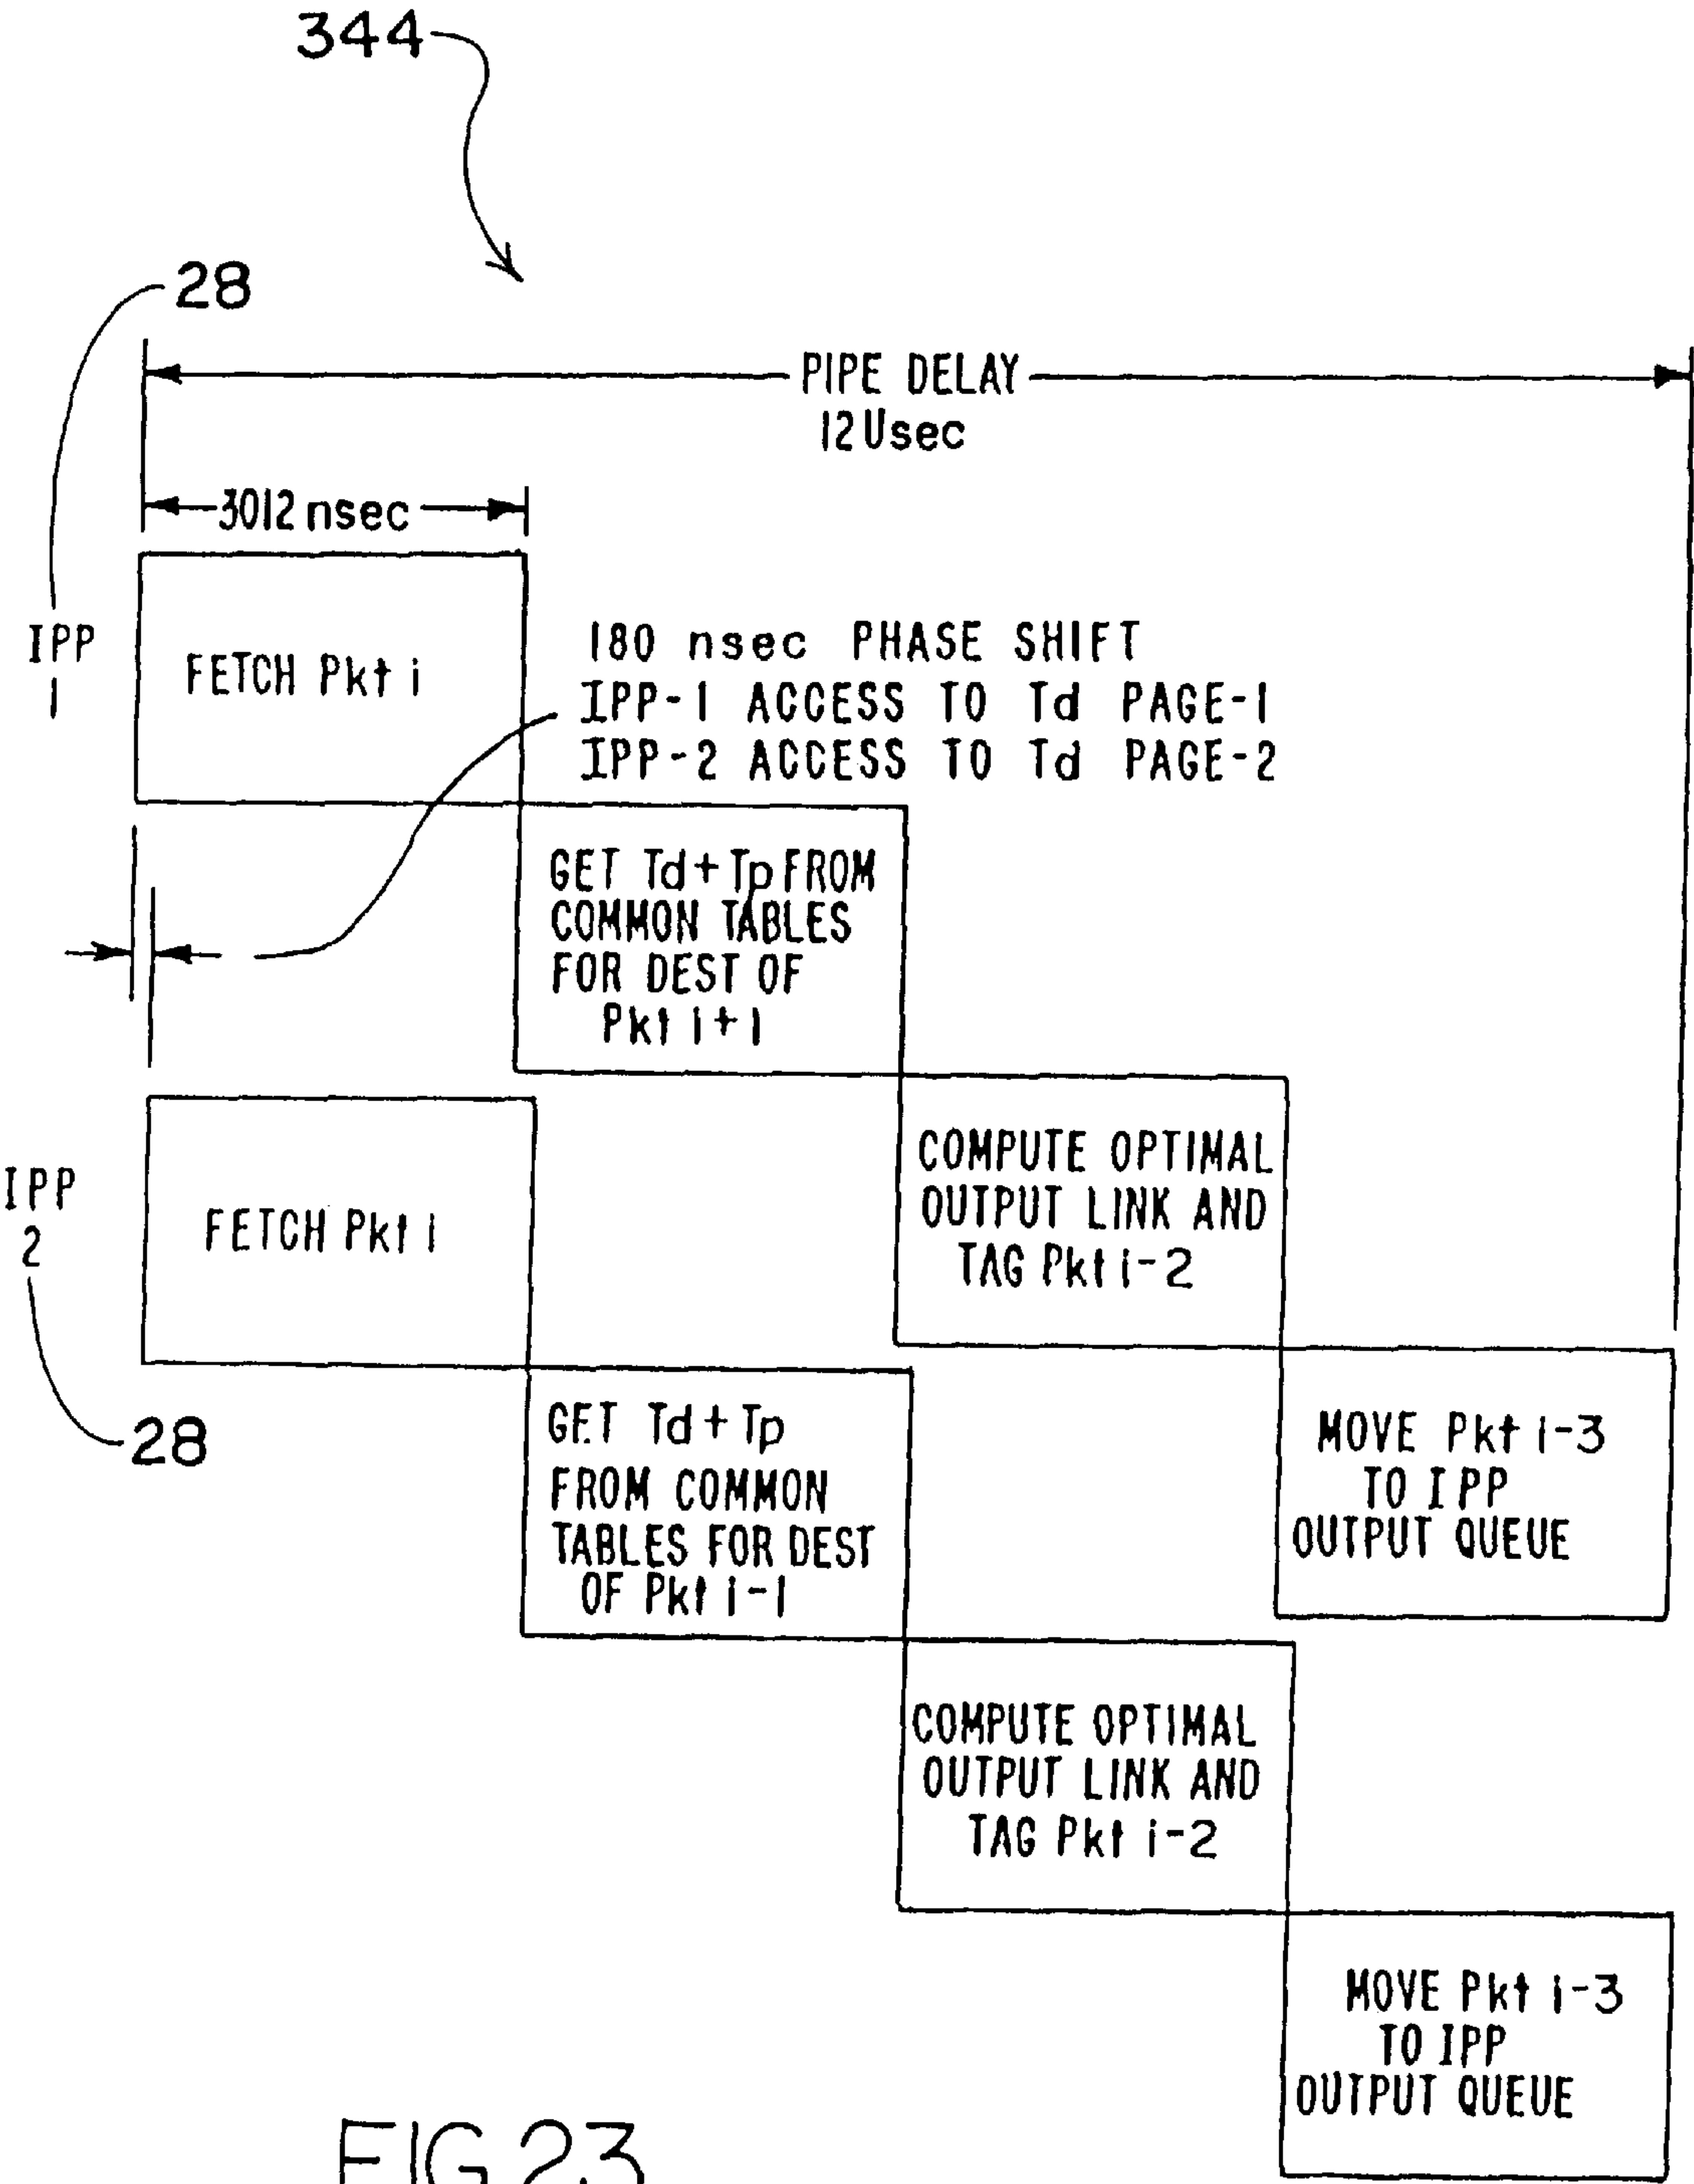 344
28
PIPE DELAY
12Usec
3012 nsec
IPP
1
FETCH Pkt i
180 nsec PHASE SHIFT
IPP-1 ACCESS TO Td PAGE-1
IPP-2 ACCESS TO Td PAGE-2
GET Td+Tp FROM
COMMON TABLES
FOR DEST OF
Pkt i+1
COMPUTE OPTIMAL
OUTPUT LINK AND
TAG Pkt i-2
MOVE Pkt i-3
TO IPP
OUTPUT QUEUE
IPP
2
28
FETCH Pkt i
GET Td+Tp
FROM COMMON
TABLES FOR DEST
OF Pkt i-1
COMPUTE OPTIMAL
OUTPUT LINK AND
TAG Pkt i-2
MOVE Pkt i-3
TO IPP
OUTPUT QUEUE
FIG.23